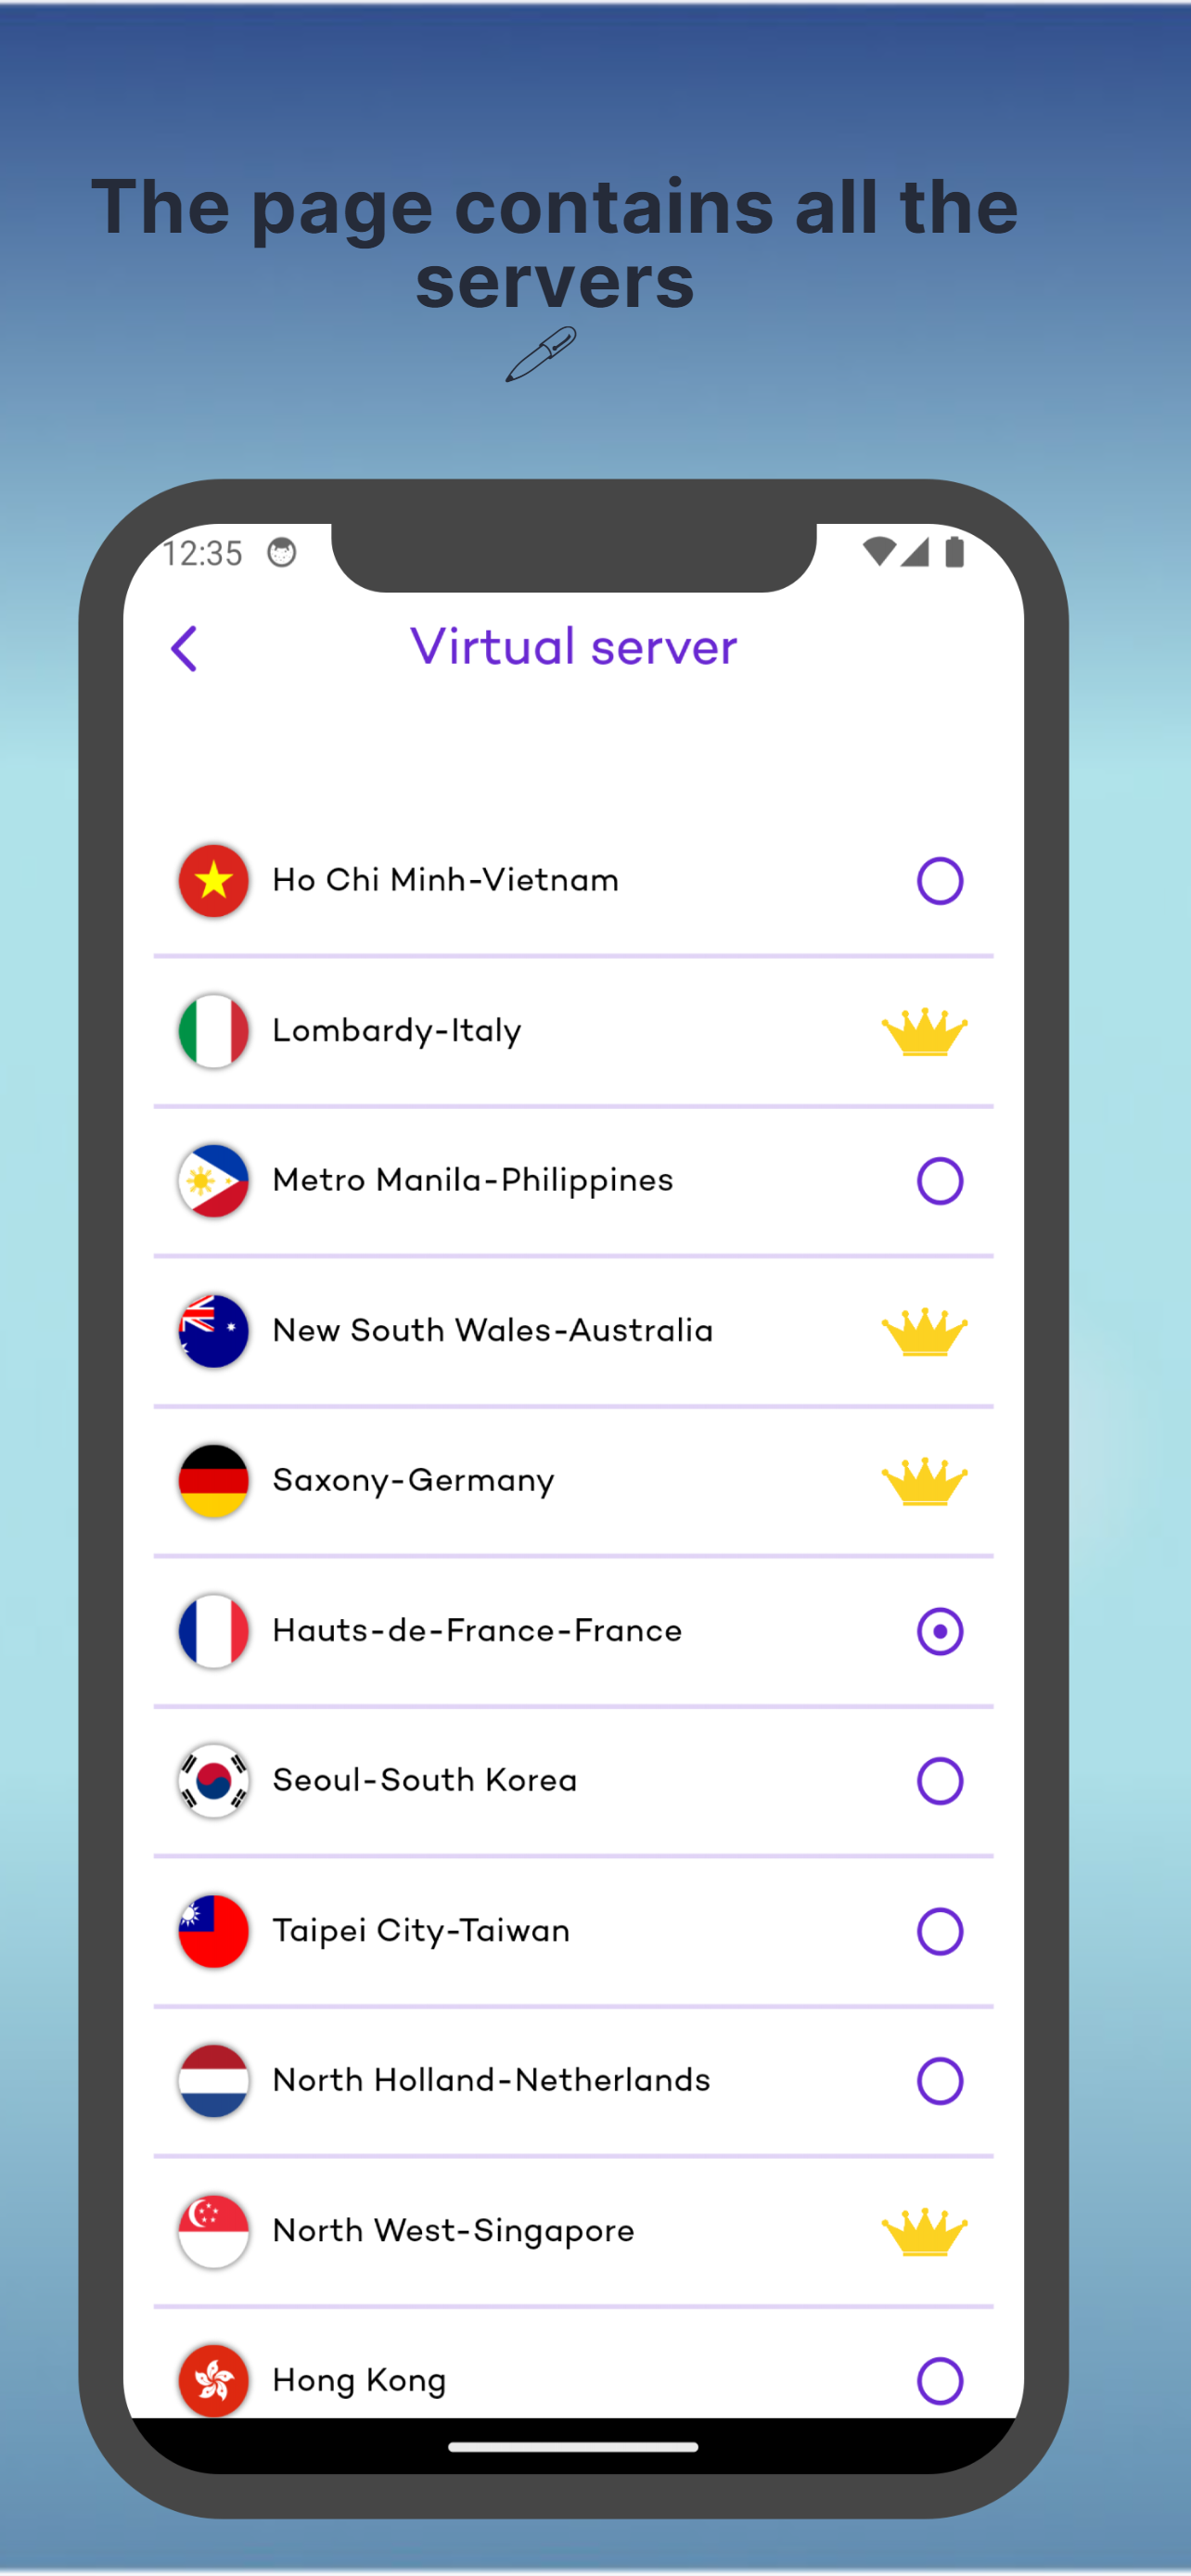 The page contains all the
servers
12:35
Virtual server
Ho Chi Minh-Vietnam
Lombardy-Italy
Metro Manila-Philippines
New South Wales-Australia
Saxony-Germany
Hauts-de-France-France
Seoul-South Korea
Taipei City-Taiwan
North Holland-Netherlands
North West-Singapore
Hong Kong